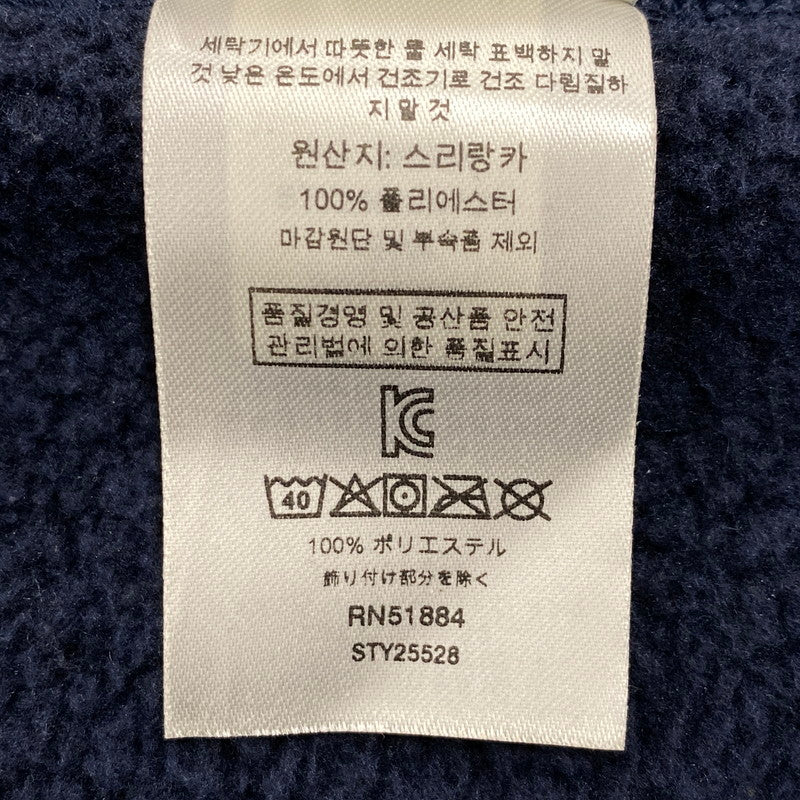 세탁기에서 따뜻한 물 세탁 표백하지 말
것 낮은 온도에서 건조기로 건조 다림질하
지 말 것
원산지: 스리랑카
100% 폴리에스터
마감원단 및 부속품 제외
품질경영 및 공산품 안전
관리법에 의한 품질표시
KC
40
100% ポリエステル
飾り付け部分を除く
RN51884
STY25528